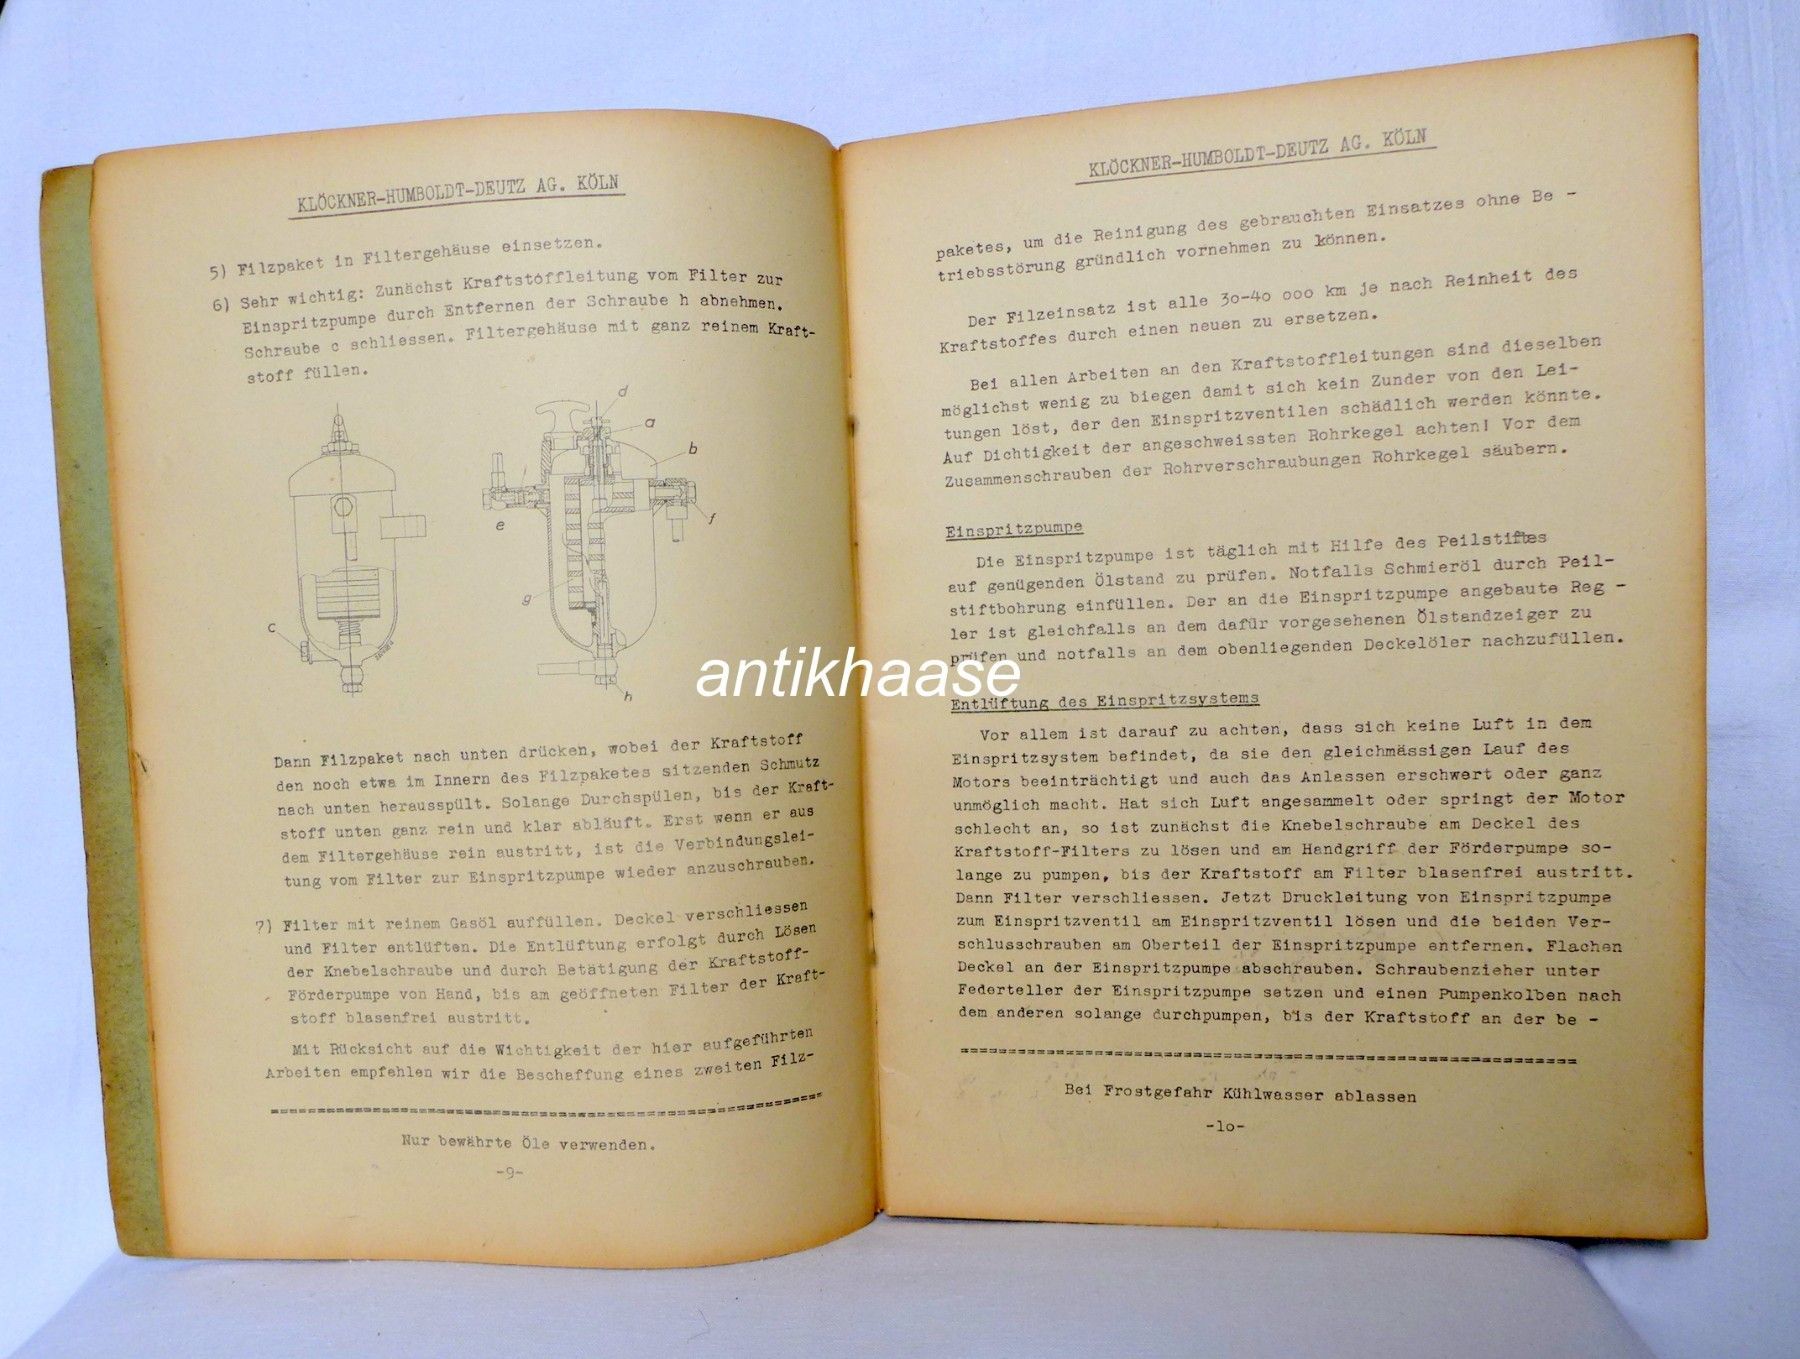 KLÖCKNER-HUMBOLDT-DEUTZ AG. KÖLN
5) Filzpaket in Filtergehäuse einsetzen.
6) Sehr wichtig: Zunächst Kraftstoffleitung vom Filter zur
Einspritzpumpe durch Entfernen der Schraube h abnehmen.
Schraube c schliessen. Filtergehäuse mit ganz reinem Kraft-
stoff füllen.
d
a
b
e
f
g
c
h
Dann Filzpaket nach unten drücken, wobei der Kraftstoff
den noch etwa im Innern des Filzpaketes sitzenden Schmutz
nach unten herausspült. Solange Durchspülen, bis der Kraft-
stoff unten ganz rein und klar abläuft. Erst wenn er aus
dem Filtergehäuse rein austritt, ist die Verbindungslei-
tung vom Filter zur Einspritzpumpe wieder anzuschrauben.
7) Filter mit reinem Gasöl auffüllen. Deckel verschliessen
und Filter entlüften. Die Entlüftung erfolgt durch Lösen
der Knebelschraube und durch Betätigung der Kraftstoff-
Förderpumpe von Hand, bis am geöffneten Filter der Kraft-
stoff blasenfrei austritt.
Mit Rücksicht auf die Wichtigkeit der hier aufgeführten
Arbeiten empfehlen wir die Beschaffung eines zweiten Filz-
Nur bewährte Öle verwenden.
-9-
KLÖCKNER-HUMBOLDT-DEUTZ AG. KÖLN
paketes, um die Reinigung des gebrauchten Einsatzes ohne Be -
triebsstörung gründlich vornehmen zu können.
Der Filzeinsatz ist alle 3o-4o ooo km je nach Reinheit des
Kraftstoffes durch einen neuen zu ersetzen.
Bei allen Arbeiten an den Kraftstoffleitungen sind dieselben
möglichst wenig zu biegen damit sich kein Zunder von den Lei-
tungen löst, der den Einspritzventilen schädlich werden könnte.
Auf Dichtigkeit der angeschweissten Rohrkegel achten! Vor dem
Zusammenschrauben der Rohrverschraubungen Rohrkegel säubern.
Einspritzpumpe
Die Einspritzpumpe ist täglich mit Hilfe des Peilstiftes
auf genügenden Ölstand zu prüfen. Notfalls Schmieröl durch Peil-
stiftbohrung einfüllen. Der an die Einspritzpumpe angebaute Reg -
ler ist gleichfalls an dem dafür vorgesehenen Ölstandzeiger zu
prüfen und notfalls an dem obenliegenden Deckelöler nachzufüllen.
antikhaase
Entlüftung des Einspritzsystems
Vor allem ist darauf zu achten, dass sich keine Luft in dem
Einspritzsystem befindet, da sie den gleichmässigen Lauf des
Motors beeinträchtigt und auch das Anlassen erschwert oder ganz
unmöglich macht. Hat sich Luft angesammelt oder springt der Motor
schlecht an, so ist zunächst die Knebelschraube am Deckel des
Kraftstoff-Filters zu lösen und am Handgriff der Förderpumpe so-
lange zu pumpen, bis der Kraftstoff am Filter blasenfrei austritt.
Dann Filter verschliessen. Jetzt Druckleitung von Einspritzpumpe
zum Einspritzventil am Einspritzventil lösen und die beiden Ver-
schlusschrauben am Oberteil der Einspritzpumpe entfernen. Flachen
Deckel an der Einspritzpumpe abschrauben. Schraubenzieher unter
Federteller der Einspritzpumpe setzen und einen Pumpenkolben nach
dem anderen solange durchpumpen, bis der Kraftstoff an der be -
Bei Frostgefahr Kühlwasser ablassen
-lo-